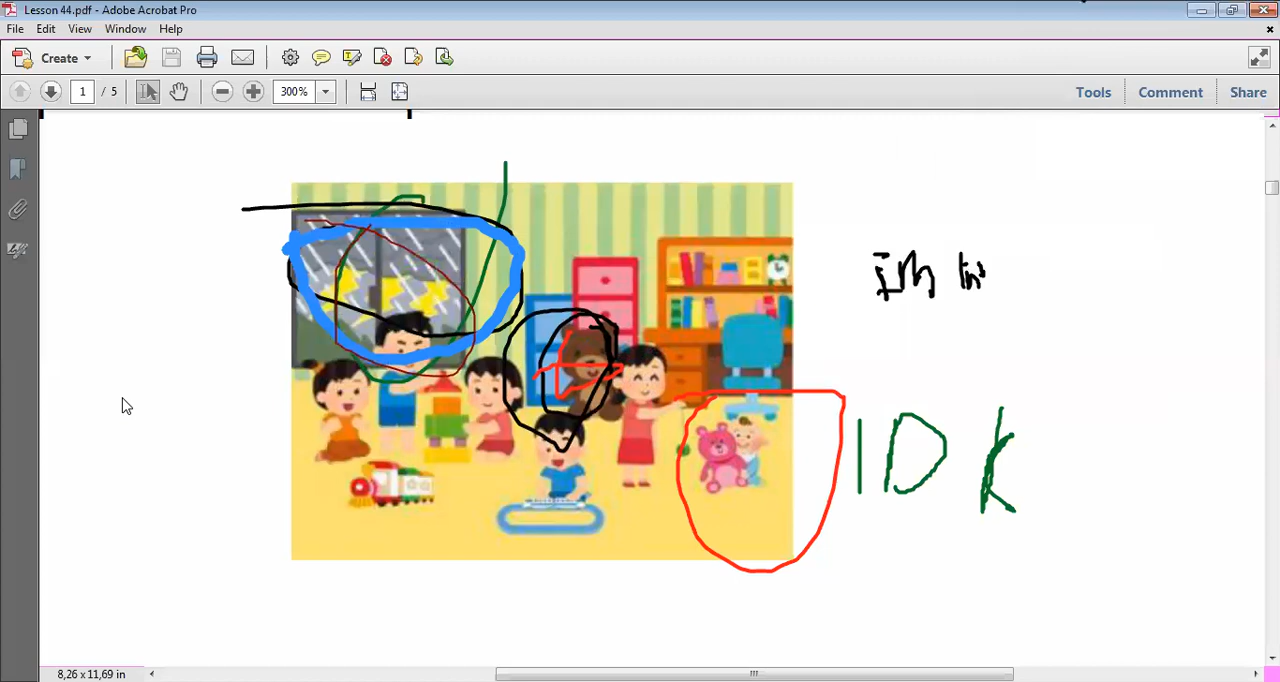 Lesson 44.pdf - Adobe Acrobat Pro
File Edit View Window Help
Create
1 / 5 300% Tools Comment Share
IDK
8,26 x 11,69 in